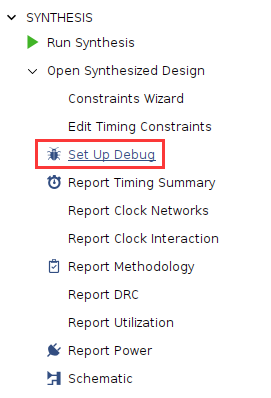 SYNTHESIS
Run Synthesis
Open Synthesized Design
Constraints Wizard
Edit Timing Constraints
Set Up Debug
Report Timing Summary
Report Clock Networks
Report Clock Interaction
Report Methodology
Report DRC
Report Utilization
Report Power
Schematic